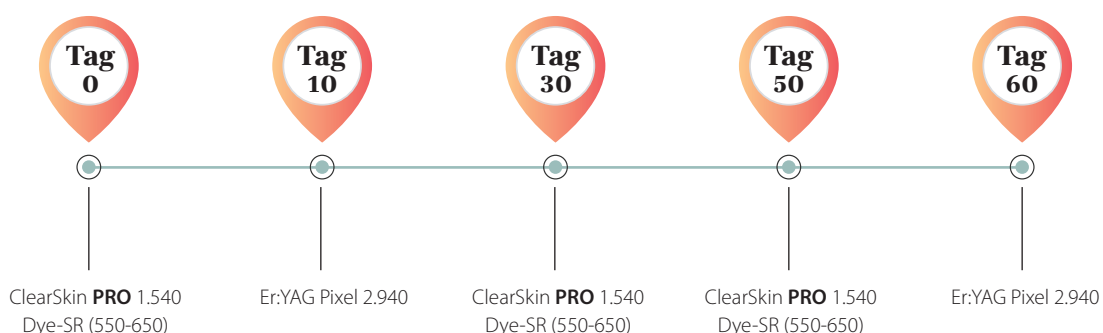 Tag
0
Tag
10
Tag
30
Tag
50
Tag
60
ClearSkin PRO 1.540
Dye-SR (550-650)
Er:YAG Pixel 2.940
ClearSkin PRO 1.540
Dye-SR (550-650)
ClearSkin PRO 1.540
Dye-SR (550-650)
Er:YAG Pixel 2.940